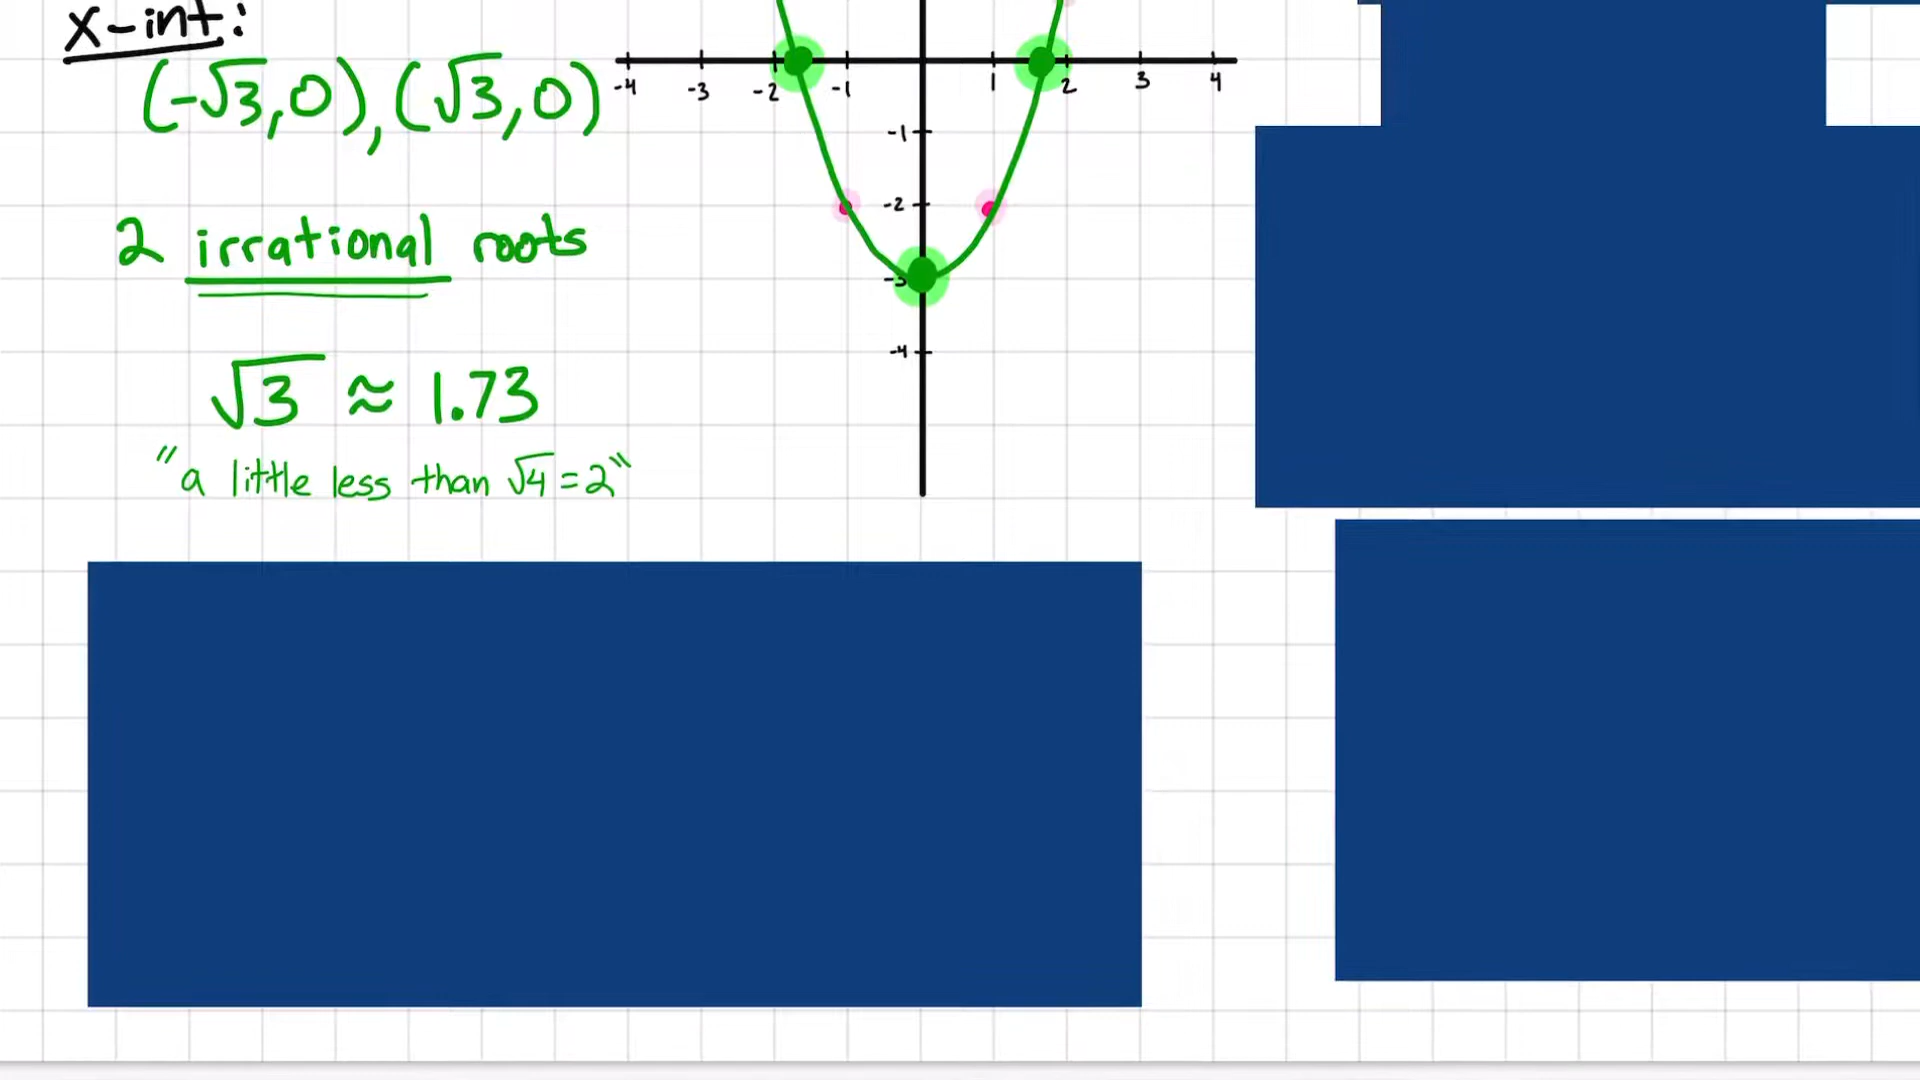 x-int:
(-√3,0),(√3,0)
-4 -3 -2 -1 1 2 3 4
-1
-2
-3
-4
2 irrational roots
√3 ≈ 1.73
"a little less than √4=2"